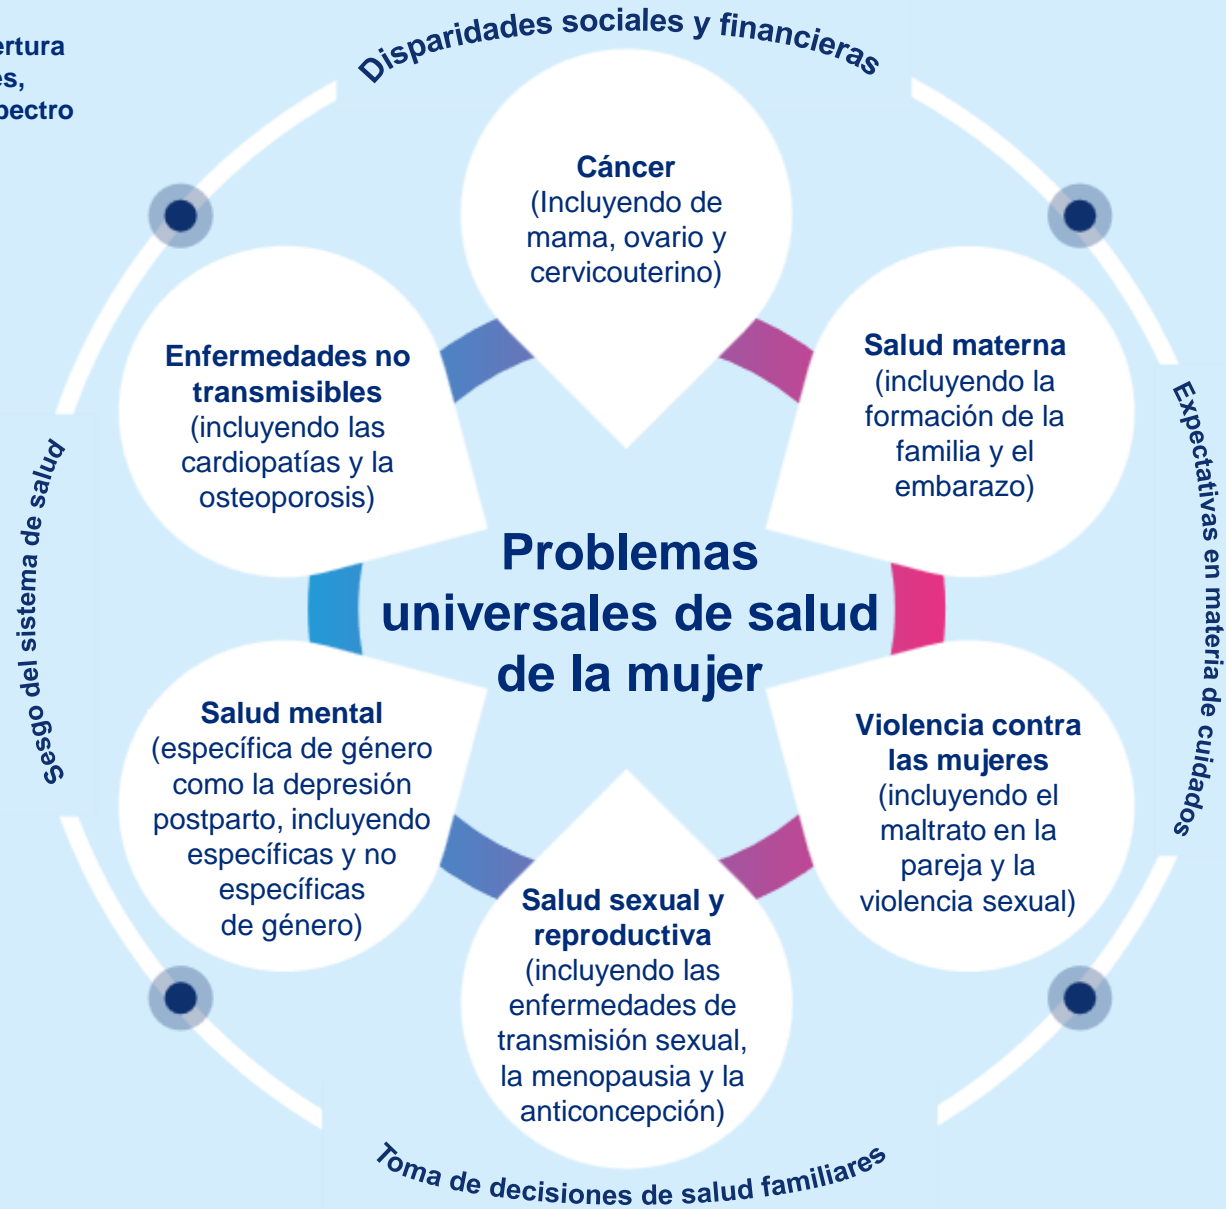 Disparidades sociales y financieras
es,
Cáncer
(Incluyendo de
mama, ovario y
cervicouterino)
Enfermedades no
transmisibles
(incluyendo las
cardiopatías y la
osteoporosis)
Salud materna
(incluyendo la
formación de la
familia y el
embarazo)
Expectativas en materia de cuidados
Sesgo del sistema de salud
Problemas
universales de salud
de la mujer
Salud mental
(específica de género
como la depresión
postparto, incluyendo
específicas y no
específicas
de género)
Violencia contra
las mujeres
(incluyendo el
maltrato en la
pareja y la
violencia sexual)
Salud sexual y
reproductiva
(incluyendo las
enfermedades de
transmisión sexual,
la menopausia y la
anticoncepción)
Toma de decisiones de salud familiares